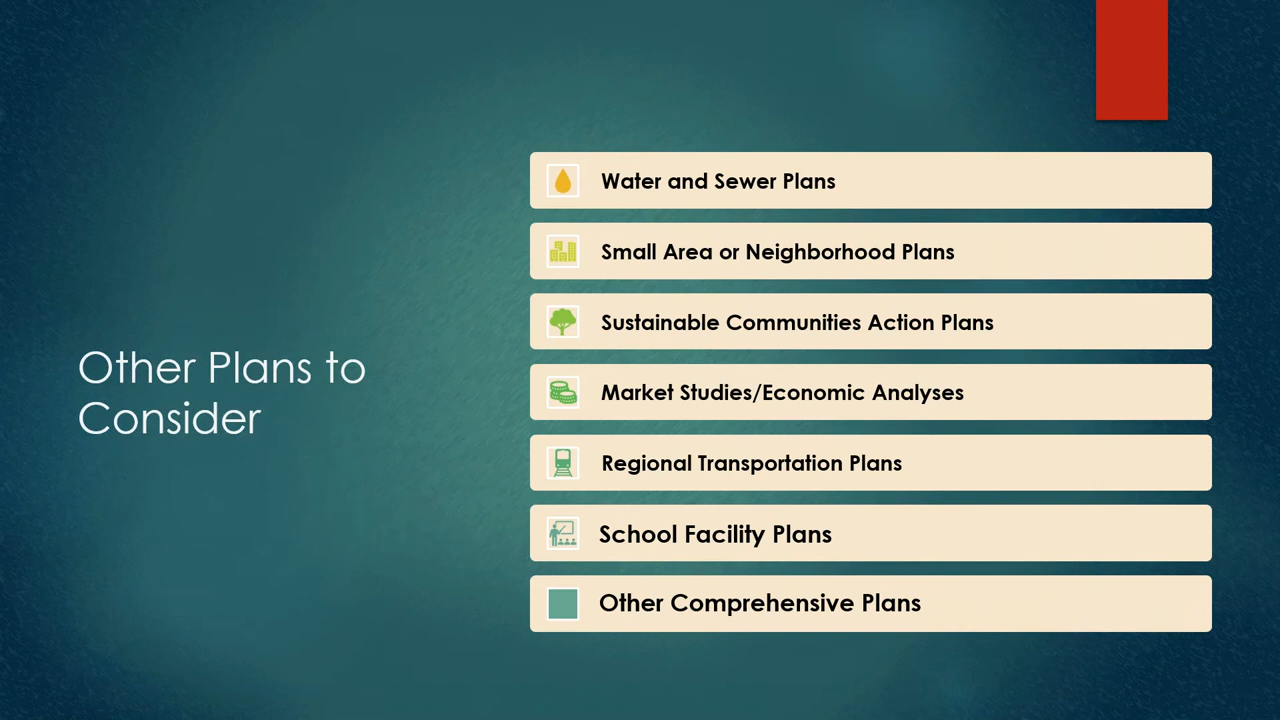 Other Plans to
Consider
Water and Sewer Plans
Small Area or Neighborhood Plans
Sustainable Communities Action Plans
Market Studies/Economic Analyses
Regional Transportation Plans
School Facility Plans
Other Comprehensive Plans